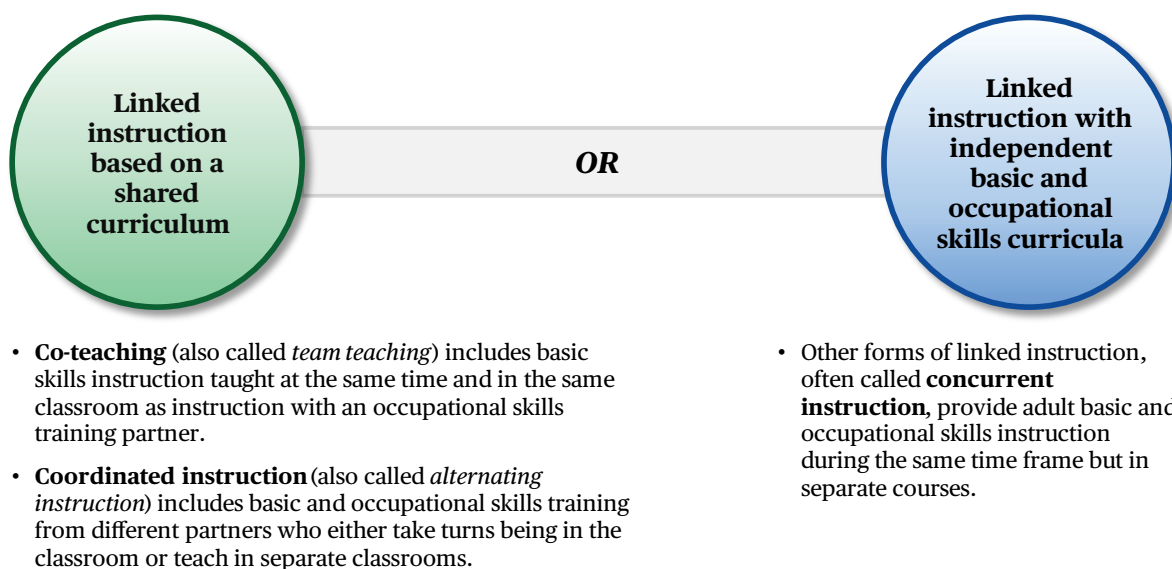 Linked
instruction
based on a
shared
curriculum
OR
Linked
instruction with
independent
basic and
occupational
skills curricula
• Co-teaching (also called team teaching) includes basic
skills instruction taught at the same time and in the same
classroom as instruction with an occupational skills
training partner.
• Coordinated instruction (also called alternating
instruction) includes basic and occupational skills training
from different partners who either take turns being in the
classroom or teach in separate classrooms.
• Other forms of linked instruction,
often called concurrent
instruction, provide adult basic and
occupational skills instruction
during the same time frame but in
separate courses.